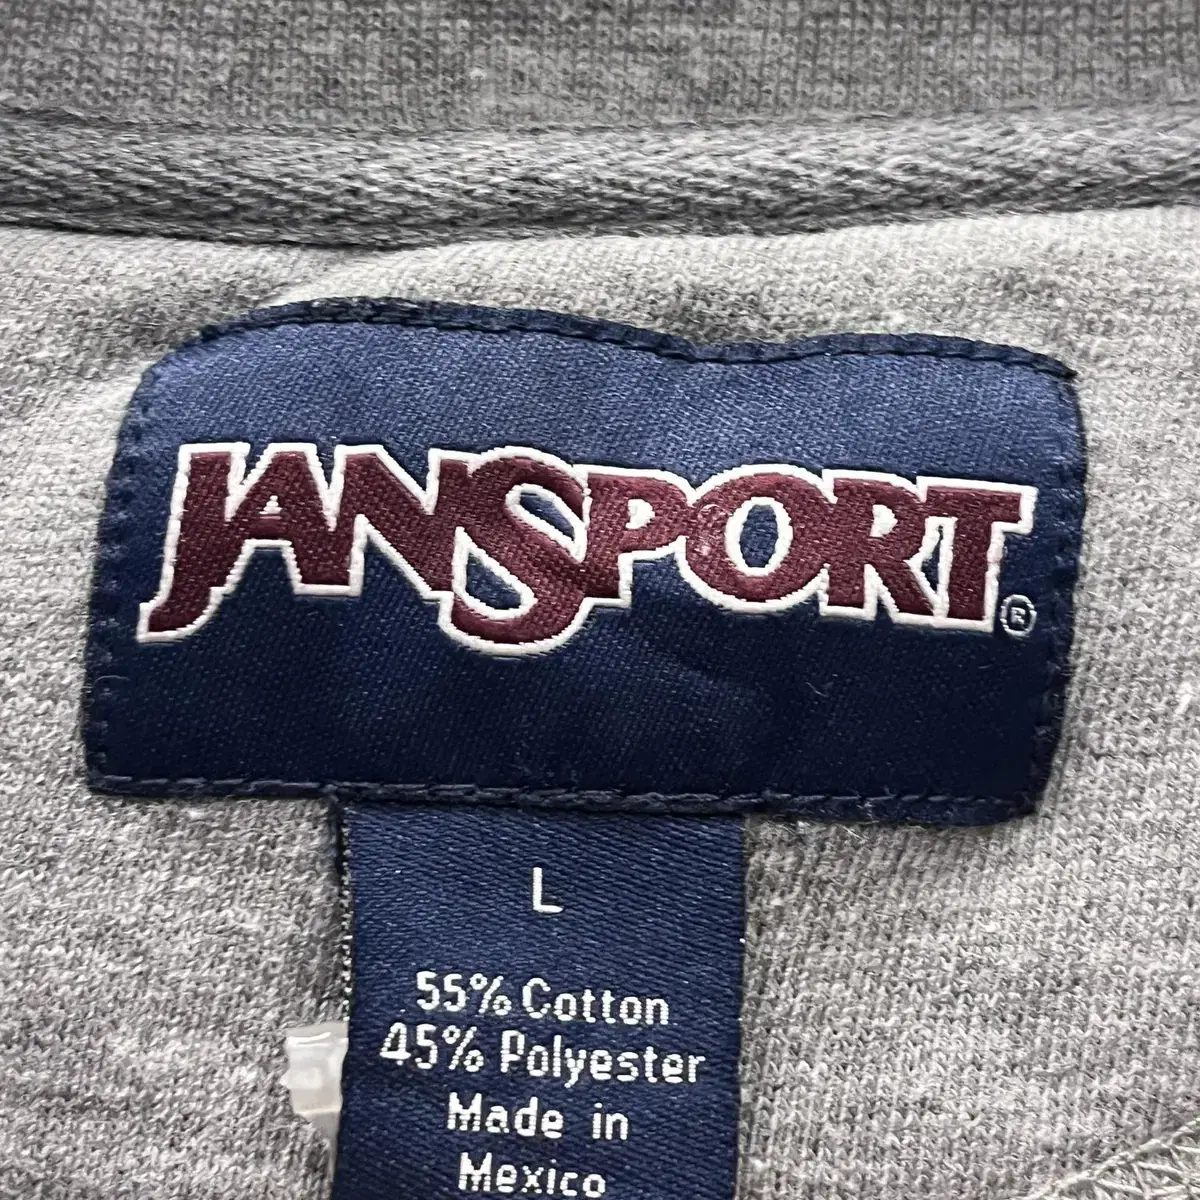 JANSPORT®
L
55% Cotton
45% Polyester
Made in
Mexico